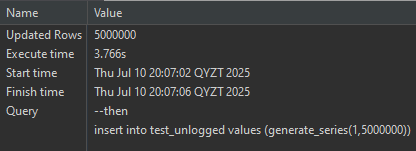 Name Value
Updated Rows 5000000
Execute time 3.766s
Start time Thu Jul 10 20:07:02 QYZT 2025
Finish time Thu Jul 10 20:07:06 QYZT 2025
Query --then
insert into test_unlogged values (generate_series(1,5000000))